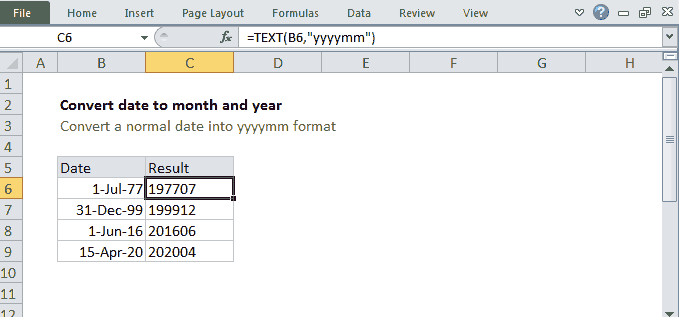 File Home Insert Page Layout Formulas Data Review View
C6 fx =TEXT(B6,"yyyymm")
A B C D E F G H
1
2 Convert date to month and year
3 Convert a normal date into yyyymm format
4
5 Date Result
6 1-Jul-77 197707
7 31-Dec-99 199912
8 1-Jun-16 201606
9 15-Apr-20 202004
10
11
12